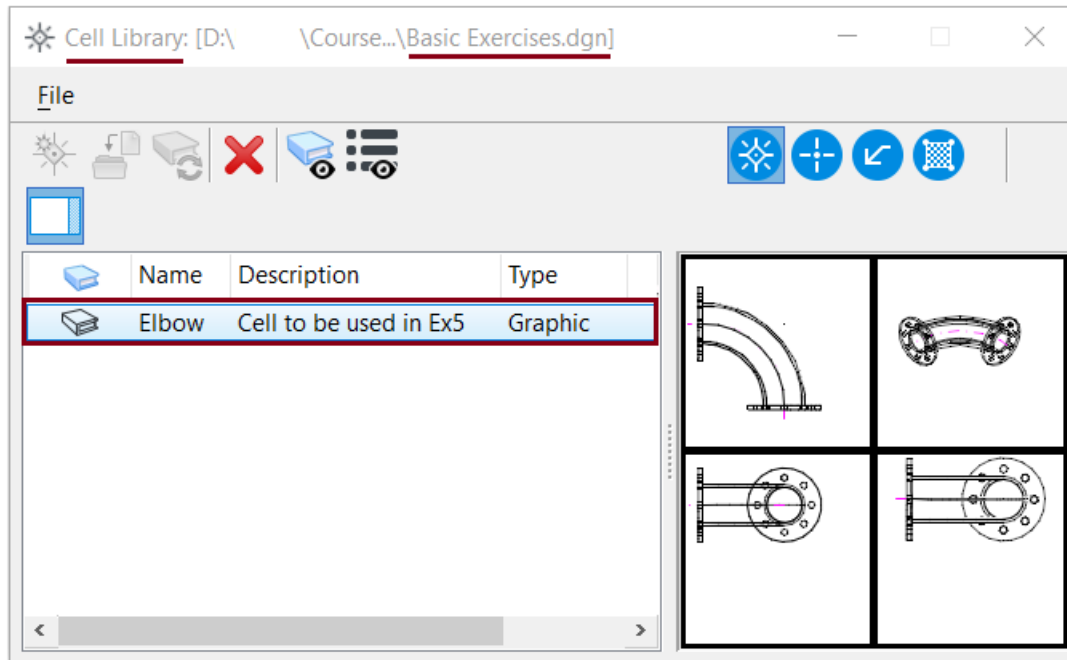 Cell Library: [D:\ \Course...\Basic Exercises.dgn]
File
Name Description Type
Elbow Cell to be used in Ex5 Graphic